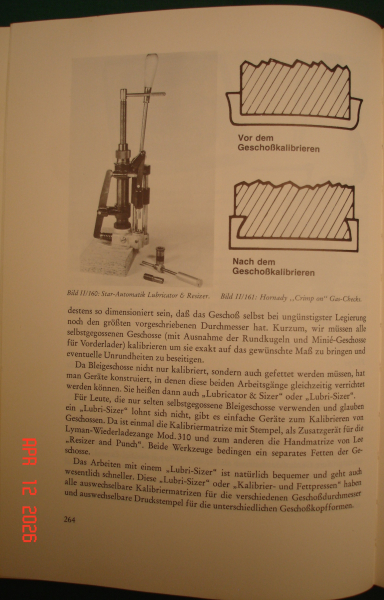 Vor dem
Geschoßkalibrieren
Nach dem
Geschoßkalibrieren
Bild II/160: Star-Automatik Lubricator & Resizer.
Bild II/161: Hornady „Crimp on“ Gas-Checks.
destens so dimensioniert sein, daß das Geschoß selbst bei ungünstigster Legierung
noch den größten vorgeschriebenen Durchmesser hat. Kurzum, wir müssen alle
selbstgegossenen Geschosse (mit Ausnahme der Rundkugeln und Minié-Geschosse
für Vorderlader) kalibrieren um sie exakt auf das gewünschte Maß zu bringen und
eventuelle Unrundheiten zu beseitigen.
Da Bleigeschosse nicht nur kalibriert, sondern auch gefettet werden müssen, hat
man Geräte konstruiert, in denen diese beiden Arbeitsgänge gleichzeitig verrichtet
werden können. Sie heißen dann auch „Lubricator & Sizer“ oder „Lubri-Sizer“.
Für Leute, die nur selten selbstgegossene Bleigeschosse verwenden und glauben
ein „Lubri-Sizer“ lohnt sich nicht, gibt es einfache Geräte zum Kalibrieren von
Geschossen. Da ist einmal die Kalibriermatrize mit Stempel, als Zusatzgerät für die
Lyman-Wiederladezange Mod. 310 und zum anderen die Handmatrize von Lee
„Resizer and Punch“. Beide Werkzeuge bedingen ein separates Fetten der Ge-
schosse.
Das Arbeiten mit einem „Lubri-Sizer“ ist natürlich bequemer und geht auch
wesentlich schneller. Diese „Lubri-Sizer“ oder „Kalibrier- und Fettpressen“ haben
alle auswechselbare Kalibriermatrizen für die verschiedenen Geschoßdurchmesser
und auswechselbare Druckstempel für die unterschiedlichen Geschoßkopfformen.
264
APR 12 2026